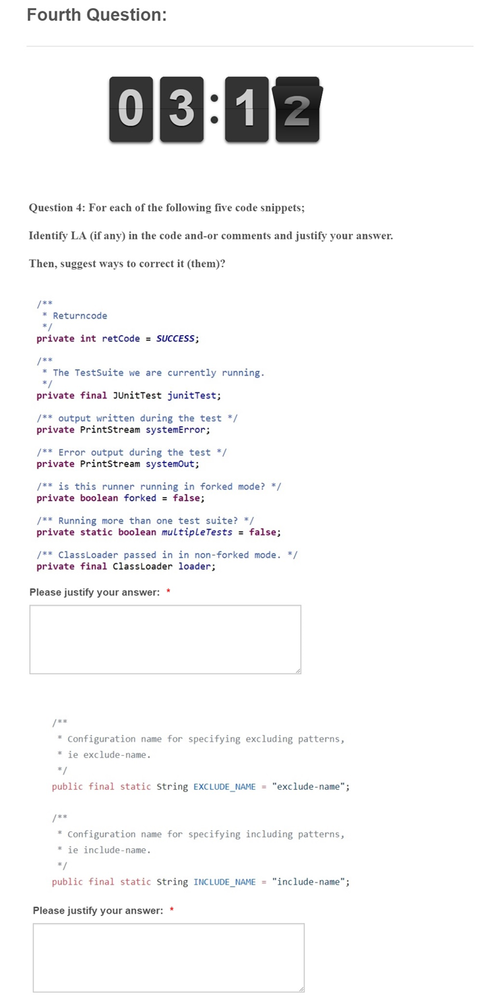 Fourth Question:
03:12
Question 4: For each of the following five code snippets;
Identify LA (if any) in the code and-or comments and justify your answer.
Then, suggest ways to correct it (them)?
/**
* Returncode
*/
private int retCode = SUCCESS;
/**
* The TestSuite we are currently running.
*/
private final JUnitTest junitTest;
/** output written during the test */
private PrintStream systemError;
/** Error output during the test */
private PrintStream systemOut;
/** is this runner running in forked mode? */
private boolean forked = false;
/** Running more than one test suite? */
private static boolean multipleTests = false;
/** ClassLoader passed in in non-forked mode. */
private final ClassLoader loader;
Please justify your answer: *
/**
* Configuration name for specifying excluding patterns,
* ie exclude-name.
*/
public final static String EXCLUDE_NAME = "exclude-name";
/**
* Configuration name for specifying including patterns,
* ie include-name.
*/
public final static String INCLUDE_NAME = "include-name";
Please justify your answer: *